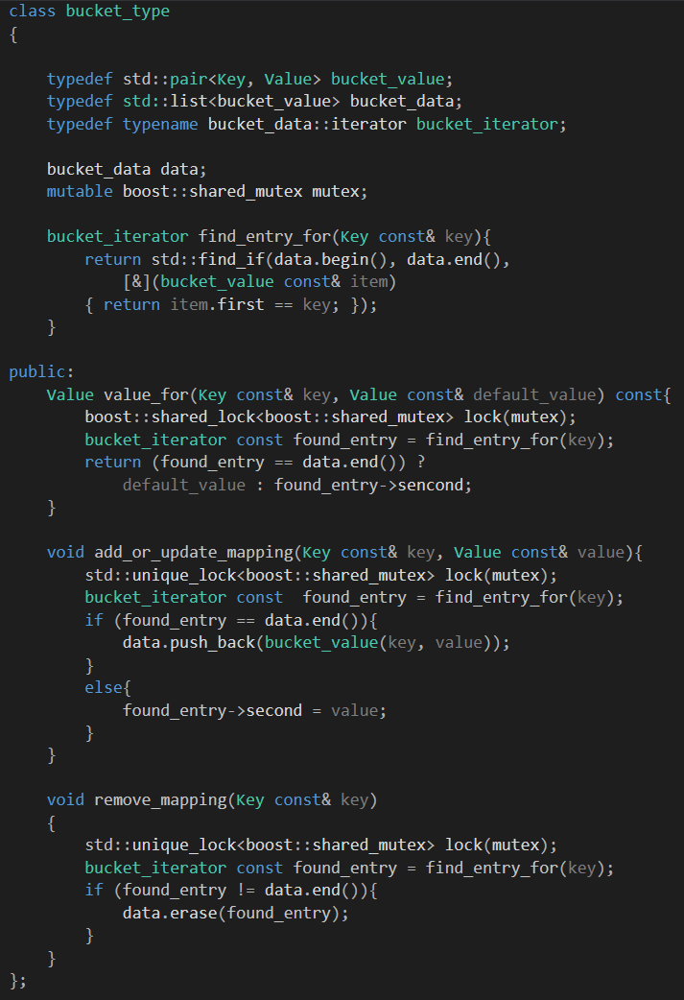 class bucket_type
{
typedef std::pair<Key, Value> bucket_value;
typedef std::list<bucket_value> bucket_data;
typedef typename bucket_data::iterator bucket_iterator;
bucket_data data;
mutable boost::shared_mutex mutex;
bucket_iterator find_entry_for(Key const& key){
return std::find_if(data.begin(), data.end(),
[&](bucket_value const& item)
{ return item.first == key; });
}
public:
Value value_for(Key const& key, Value const& default_value) const{
boost::shared_lock<boost::shared_mutex> lock(mutex);
bucket_iterator const found_entry = find_entry_for(key);
return (found_entry == data.end()) ?
default_value : found_entry->sencond;
}
void add_or_update_mapping(Key const& key, Value const& value){
std::unique_lock<boost::shared_mutex> lock(mutex);
bucket_iterator const  found_entry = find_entry_for(key);
if (found_entry == data.end()){
data.push_back(bucket_value(key, value));
}
else{
found_entry->second = value;
}
}
void remove_mapping(Key const& key)
{
std::unique_lock<boost::shared_mutex> lock(mutex);
bucket_iterator const found_entry = find_entry_for(key);
if (found_entry != data.end()){
data.erase(found_entry);
}
}
};